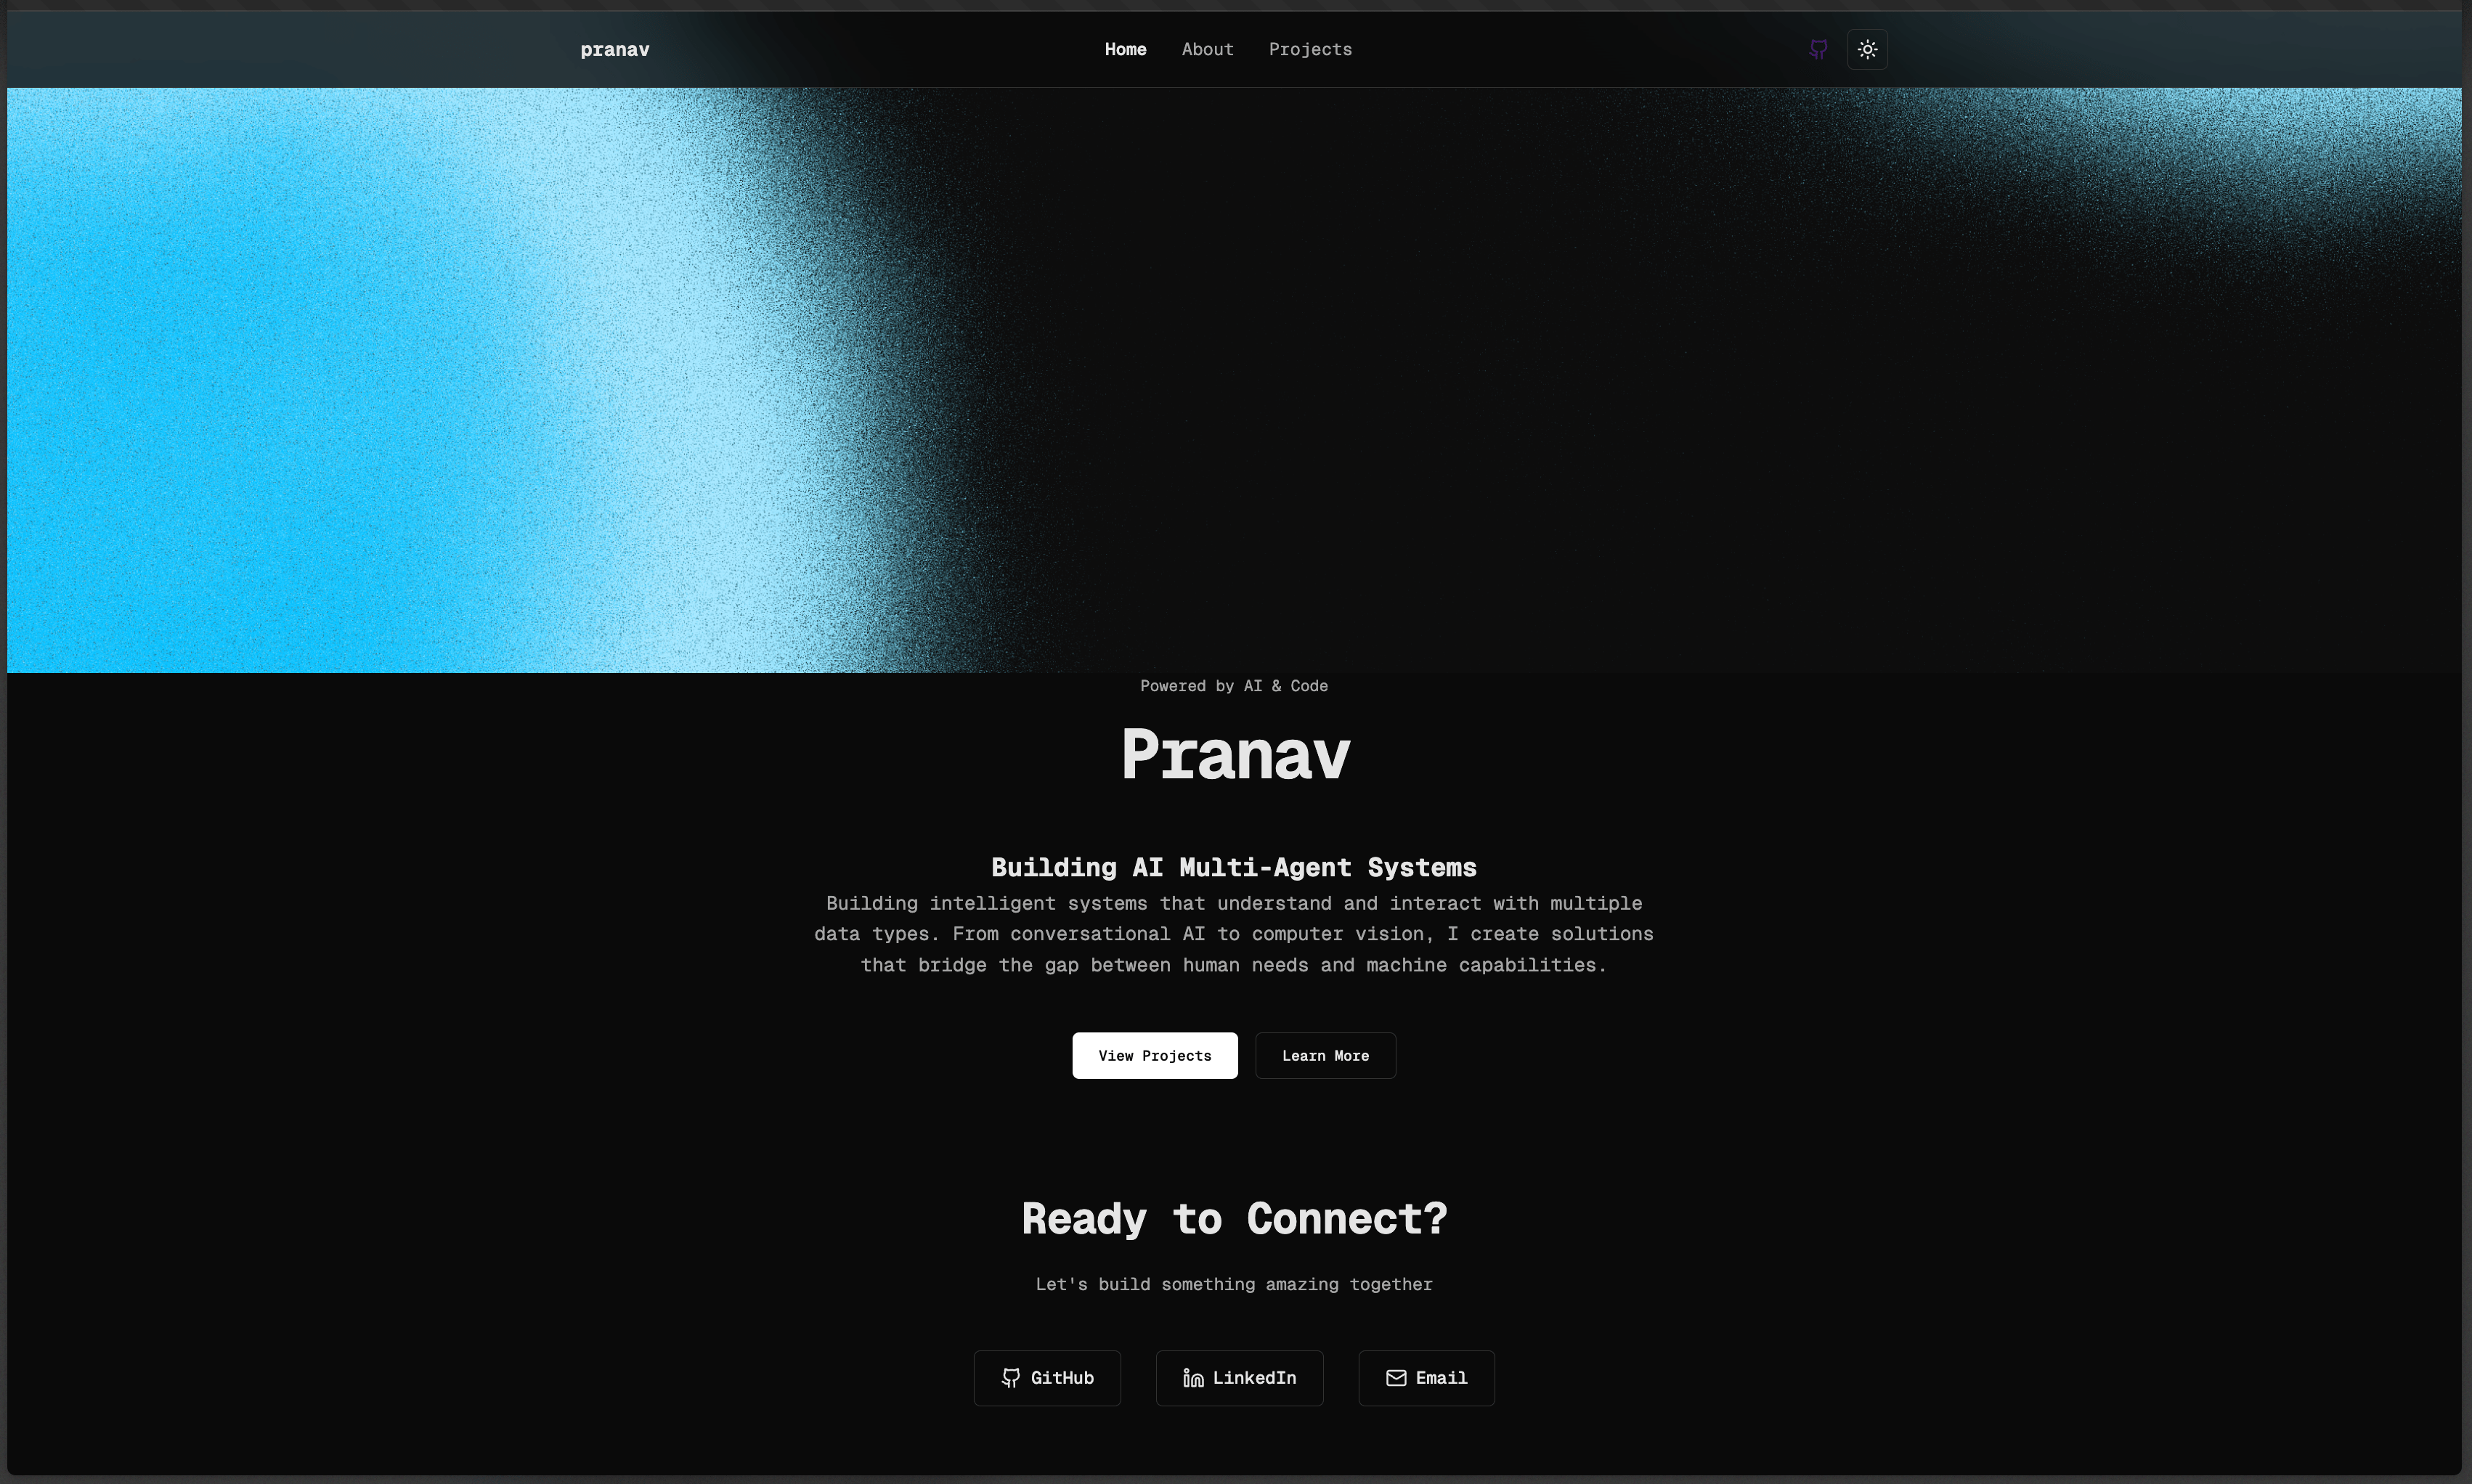 pranav
Home About Projects
Powered by AI & Code
Pranav
Building AI Multi-Agent Systems
Building intelligent systems that understand and interact with multiple
data types. From conversational AI to computer vision, I create solutions
that bridge the gap between human needs and machine capabilities.
View Projects Learn More
Ready to Connect?
Let's build something amazing together
GitHub LinkedIn Email